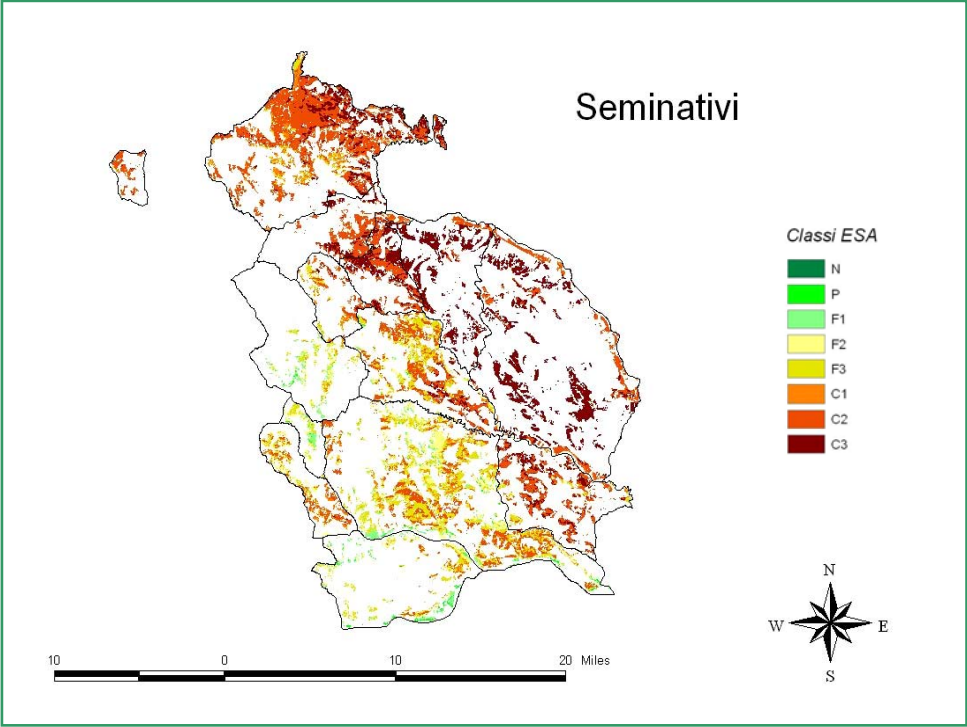 Seminativi
Classi ESA
N
P
F1
F2
F3
C1
C2
C3
N
W E
S
10 0 10 20 Miles